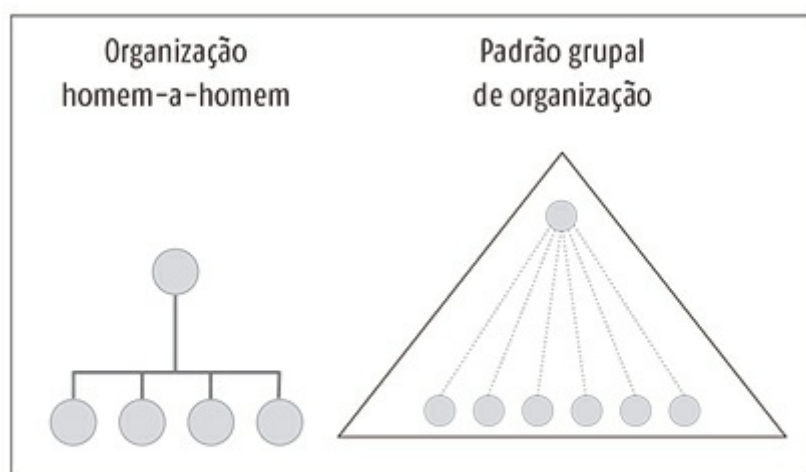 Organização
homem-a-homem
Padrão grupal
de organização